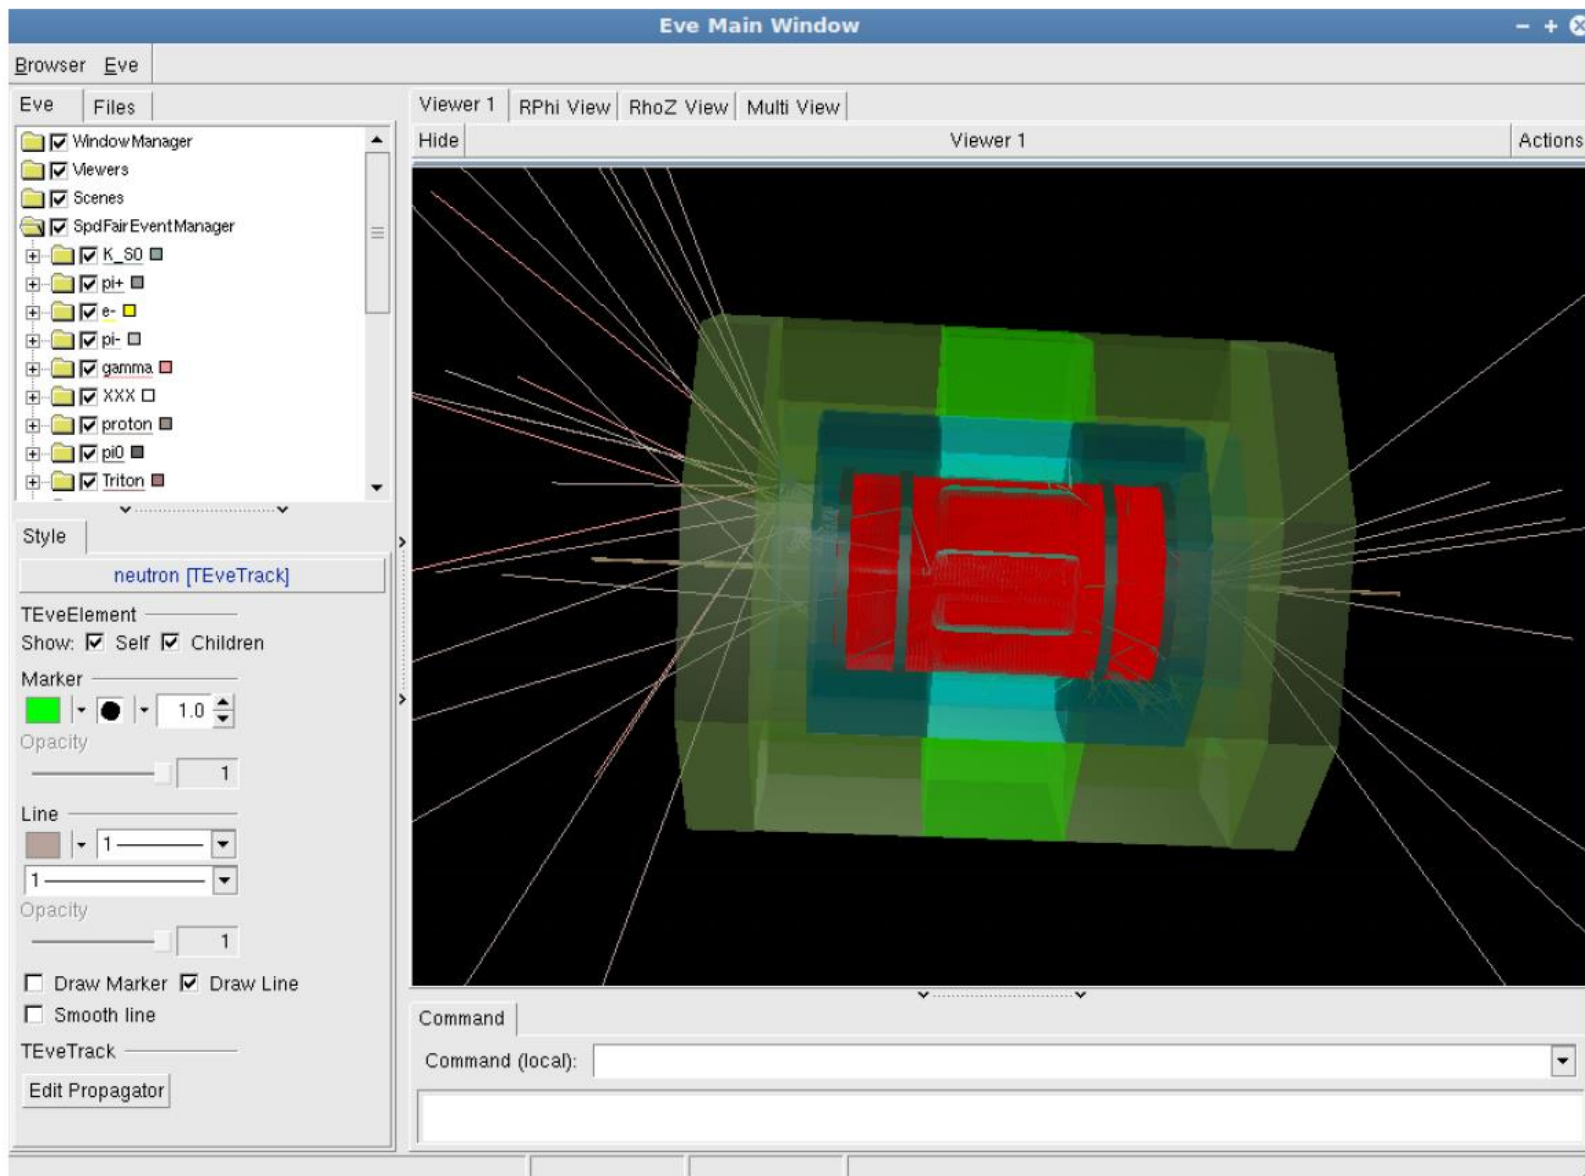 Eve Main Window
Browser Eve
Eve Files
Viewer 1 RPhi View RhoZ View Multi View
Hide Viewer 1 Actions
WindowManager
Viewers
Scenes
SpdFairEventManager
K_S0
pi+
e-
pi-
gamma
XXX
proton
pi0
Triton
Style
neutron [TEveTrack]
TEveElement
Show: Self Children
Marker
1.0
Opacity
1
Line
1
1
Opacity
1
Draw Marker Draw Line
Smooth line
TEveTrack
Edit Propagator
Command
Command (local):